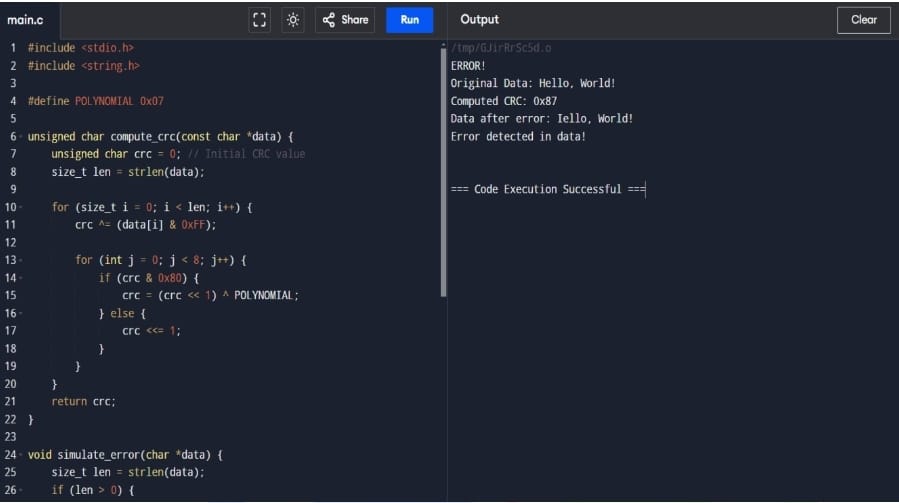 main.c
Share
Run
Output
Clear
1 #include <stdio.h>
2 #include <string.h>
3
4 #define POLYNOMIAL 0x07
5
6 unsigned char compute_crc(const char *data) {
7     unsigned char crc = 0; // Initial CRC value
8     size_t len = strlen(data);
9
10     for (size_t i = 0; i < len; i++) {
11         crc ^= (data[i] & 0xFF);
12
13         for (int j = 0; j < 8; j++) {
14             if (crc & 0x80) {
15                 crc = (crc << 1) ^ POLYNOMIAL;
16             } else {
17                 crc <<= 1;
18             }
19         }
20     }
21     return crc;
22 }
23
24 void simulate_error(char *data) {
25     size_t len = strlen(data);
26     if (len > 0) {
/tmp/GJirRrSc5d.o
ERROR!
Original Data: Hello, World!
Computed CRC: 0x87
Data after error: Iello, World!
Error detected in data!
=== Code Execution Successful ===